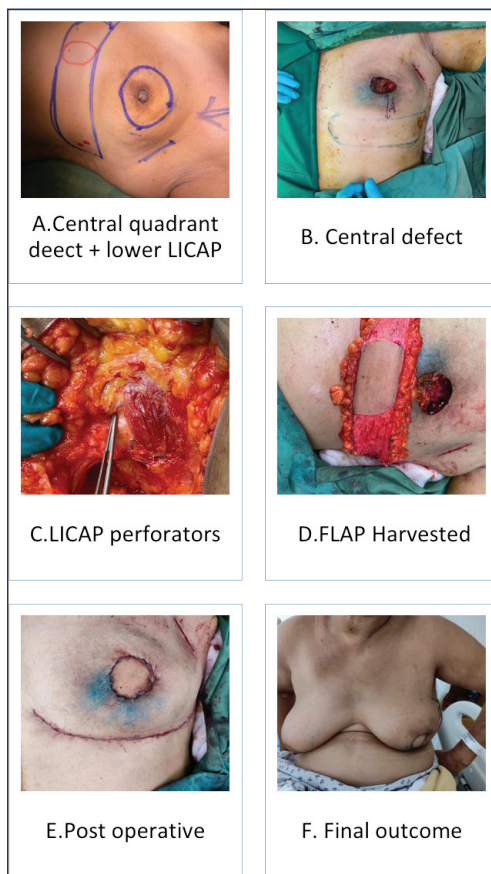 A.Central quadrant
deect + lower LICAP
B. Central defect
C.LICAP perforators
D.FLAP Harvested
E.Post operative
F. Final outcome